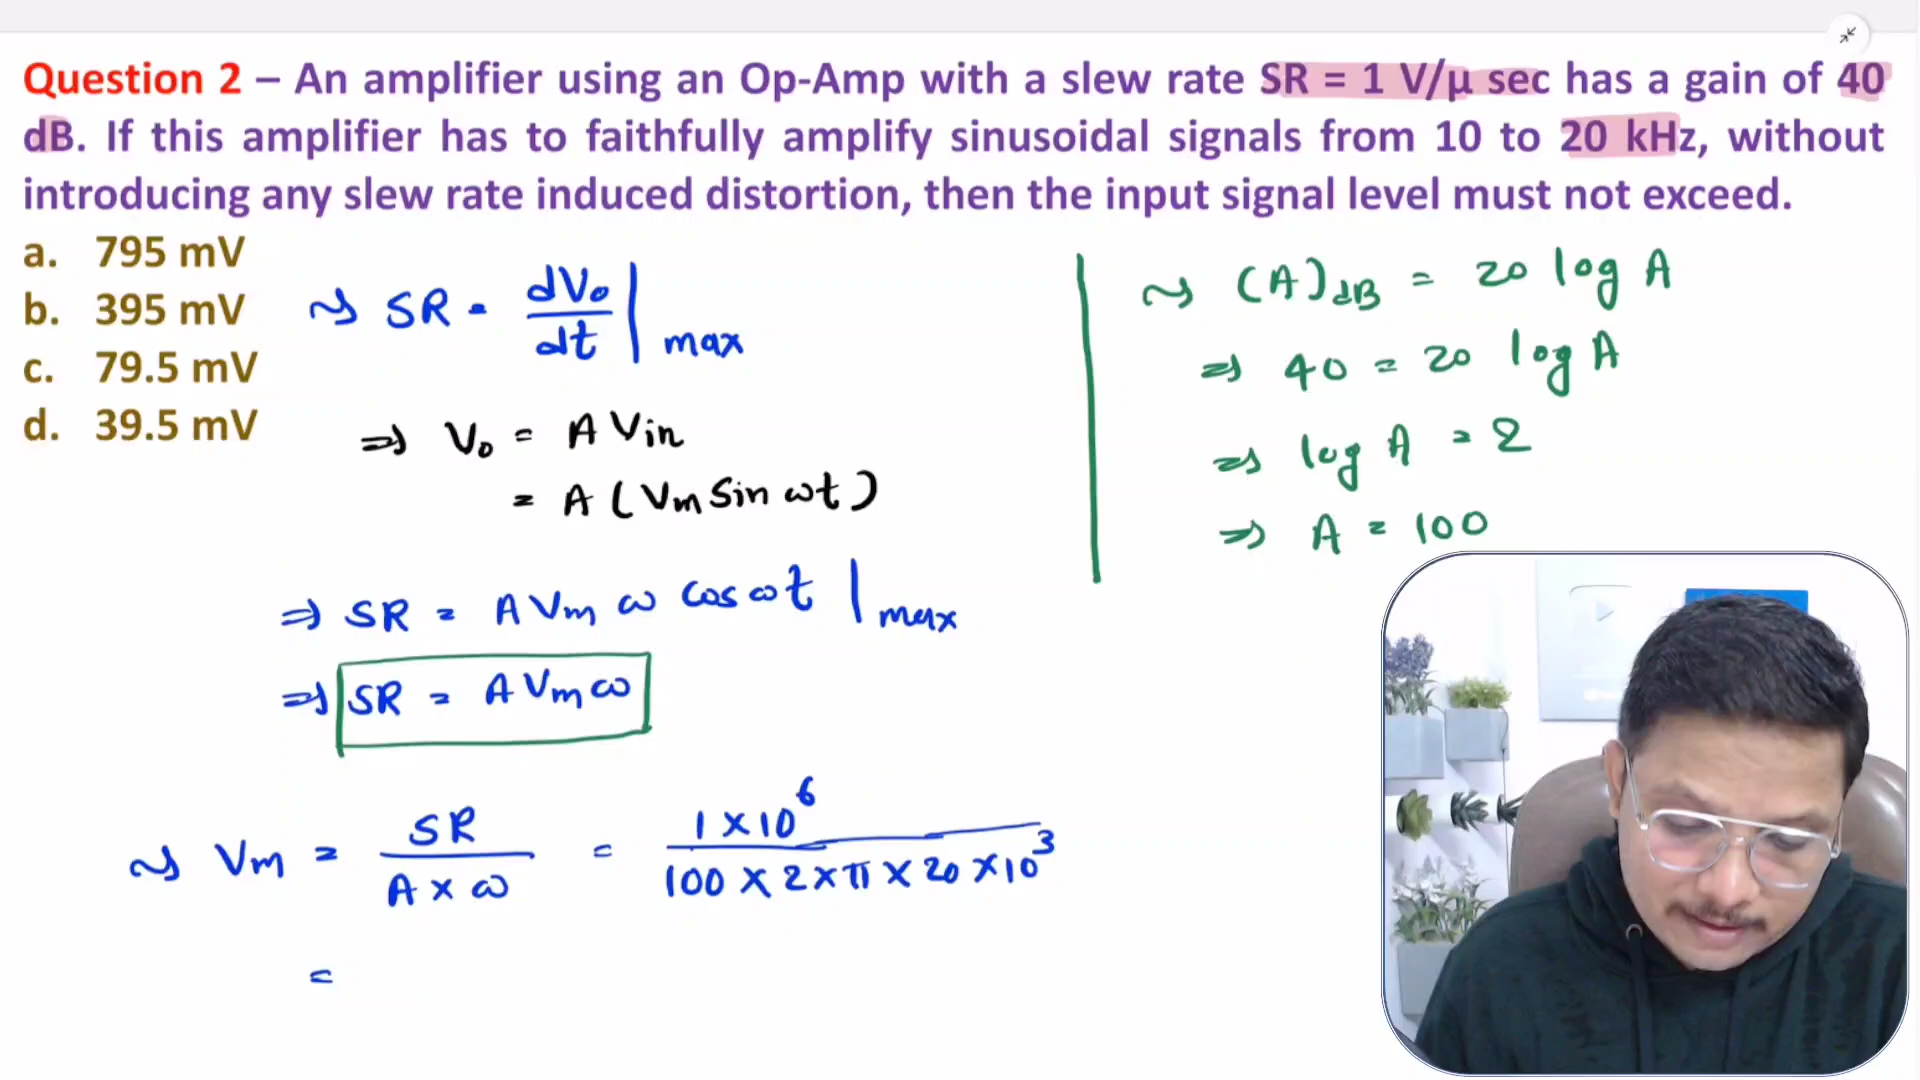 Question 2 – An amplifier using an Op-Amp with a slew rate SR = 1 V/μ sec has a gain of 40
dB. If this amplifier has to faithfully amplify sinusoidal signals from 10 to 20 kHz, without
introducing any slew rate induced distortion, then the input signal level must not exceed.
a. 795 mV
b. 395 mV
c. 79.5 mV
d. 39.5 mV
⇝ SR = dVo/dt | max
⇒ Vo = A Vin
= A (Vm Sin ωt)
⇒ SR = A Vm ω cos ωt | max
⇒ SR = A Vm ω
⇝ Vm = SR / A × ω = 1 × 10^6 / 100 × 2 × π × 20 × 10^3
=
⇝ (A)dB = 20 log A
⇒ 40 = 20 log A
⇒ log A = 2
⇒ A = 100